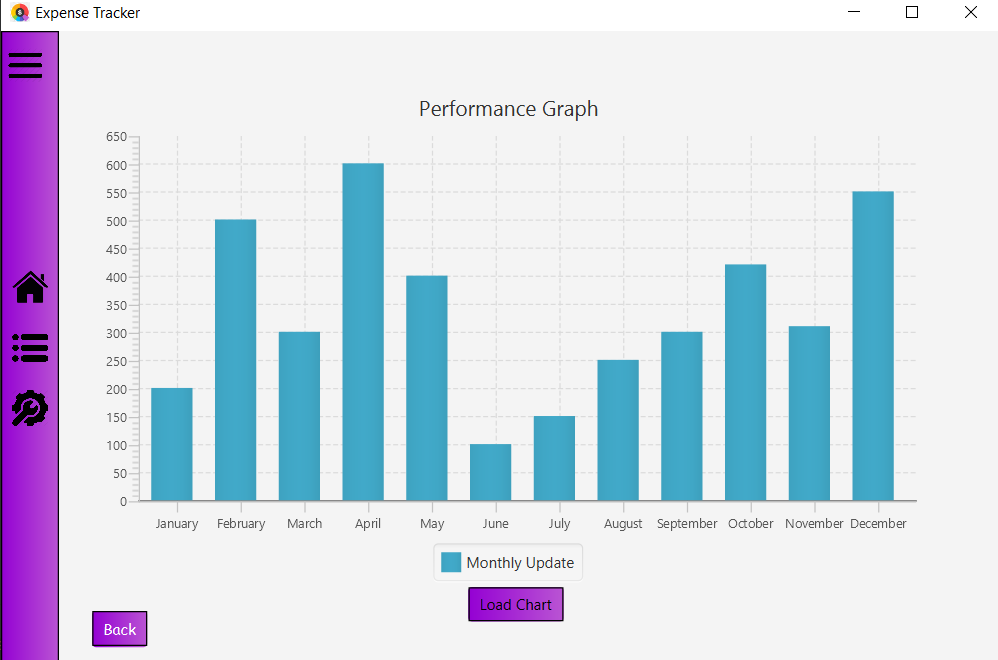 Expense Tracker
Performance Graph
650
600
550
500
450
400
350
300
250
200
150
100
50
0
January February March April May June July August September October November December
Monthly Update
Load Chart
Back